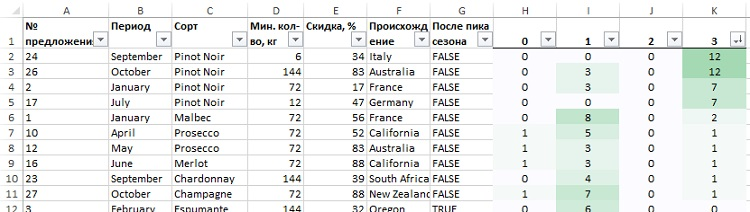 A B C D E F G H I J K
№ Период Сорт Мин. кол- Скидка, % Происхожд После пика
1 предложения во, кг ение сезона 0 1 2 3
2 24 September Pinot Noir 6 34 Italy FALSE 0 0 0 12
3 26 October Pinot Noir 144 83 Australia FALSE 0 3 0 12
4 2 January Pinot Noir 72 17 France FALSE 0 3 0 7
5 17 July Pinot Noir 12 47 Germany FALSE 0 0 0 7
6 1 January Malbec 72 56 France FALSE 0 8 0 2
7 10 April Prosecco 72 52 California FALSE 1 5 0 1
8 12 May Prosecco 72 83 Australia FALSE 1 3 0 1
9 16 June Merlot 72 88 California FALSE 1 3 0 1
10 23 September Chardonnay 144 39 South Africa FALSE 0 4 0 1
11 27 October Champagne 72 88 New Zealand FALSE 1 7 0 1
12 3 February Espumante 144 32 Oregon TRUE 0 6 0 0